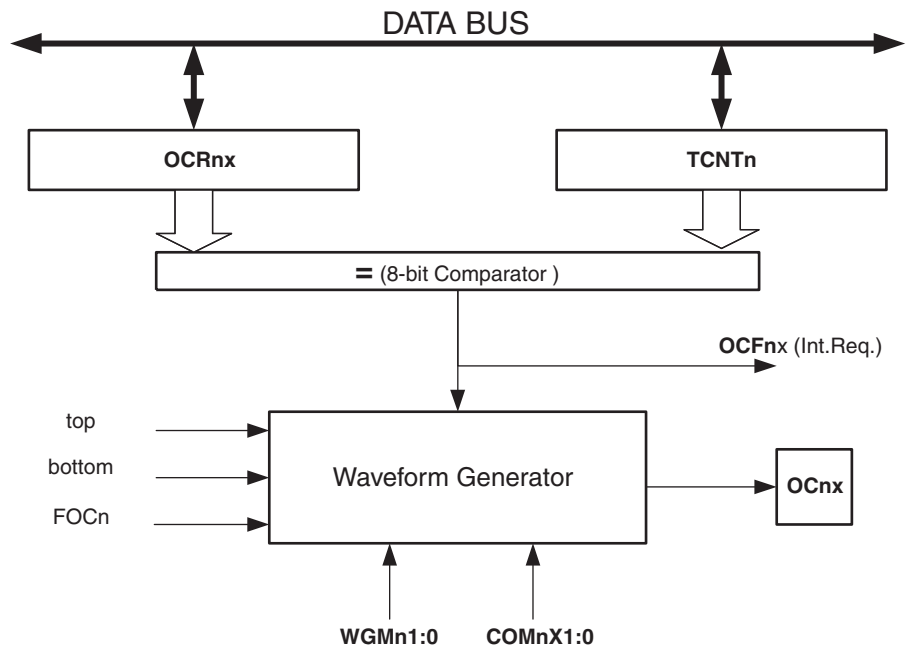 DATA BUS
OCRnx
TCNTn
= (8-bit Comparator )
OCFnx (Int.Req.)
top
bottom
FOCn
Waveform Generator
OCnx
WGMn1:0
COMnX1:0